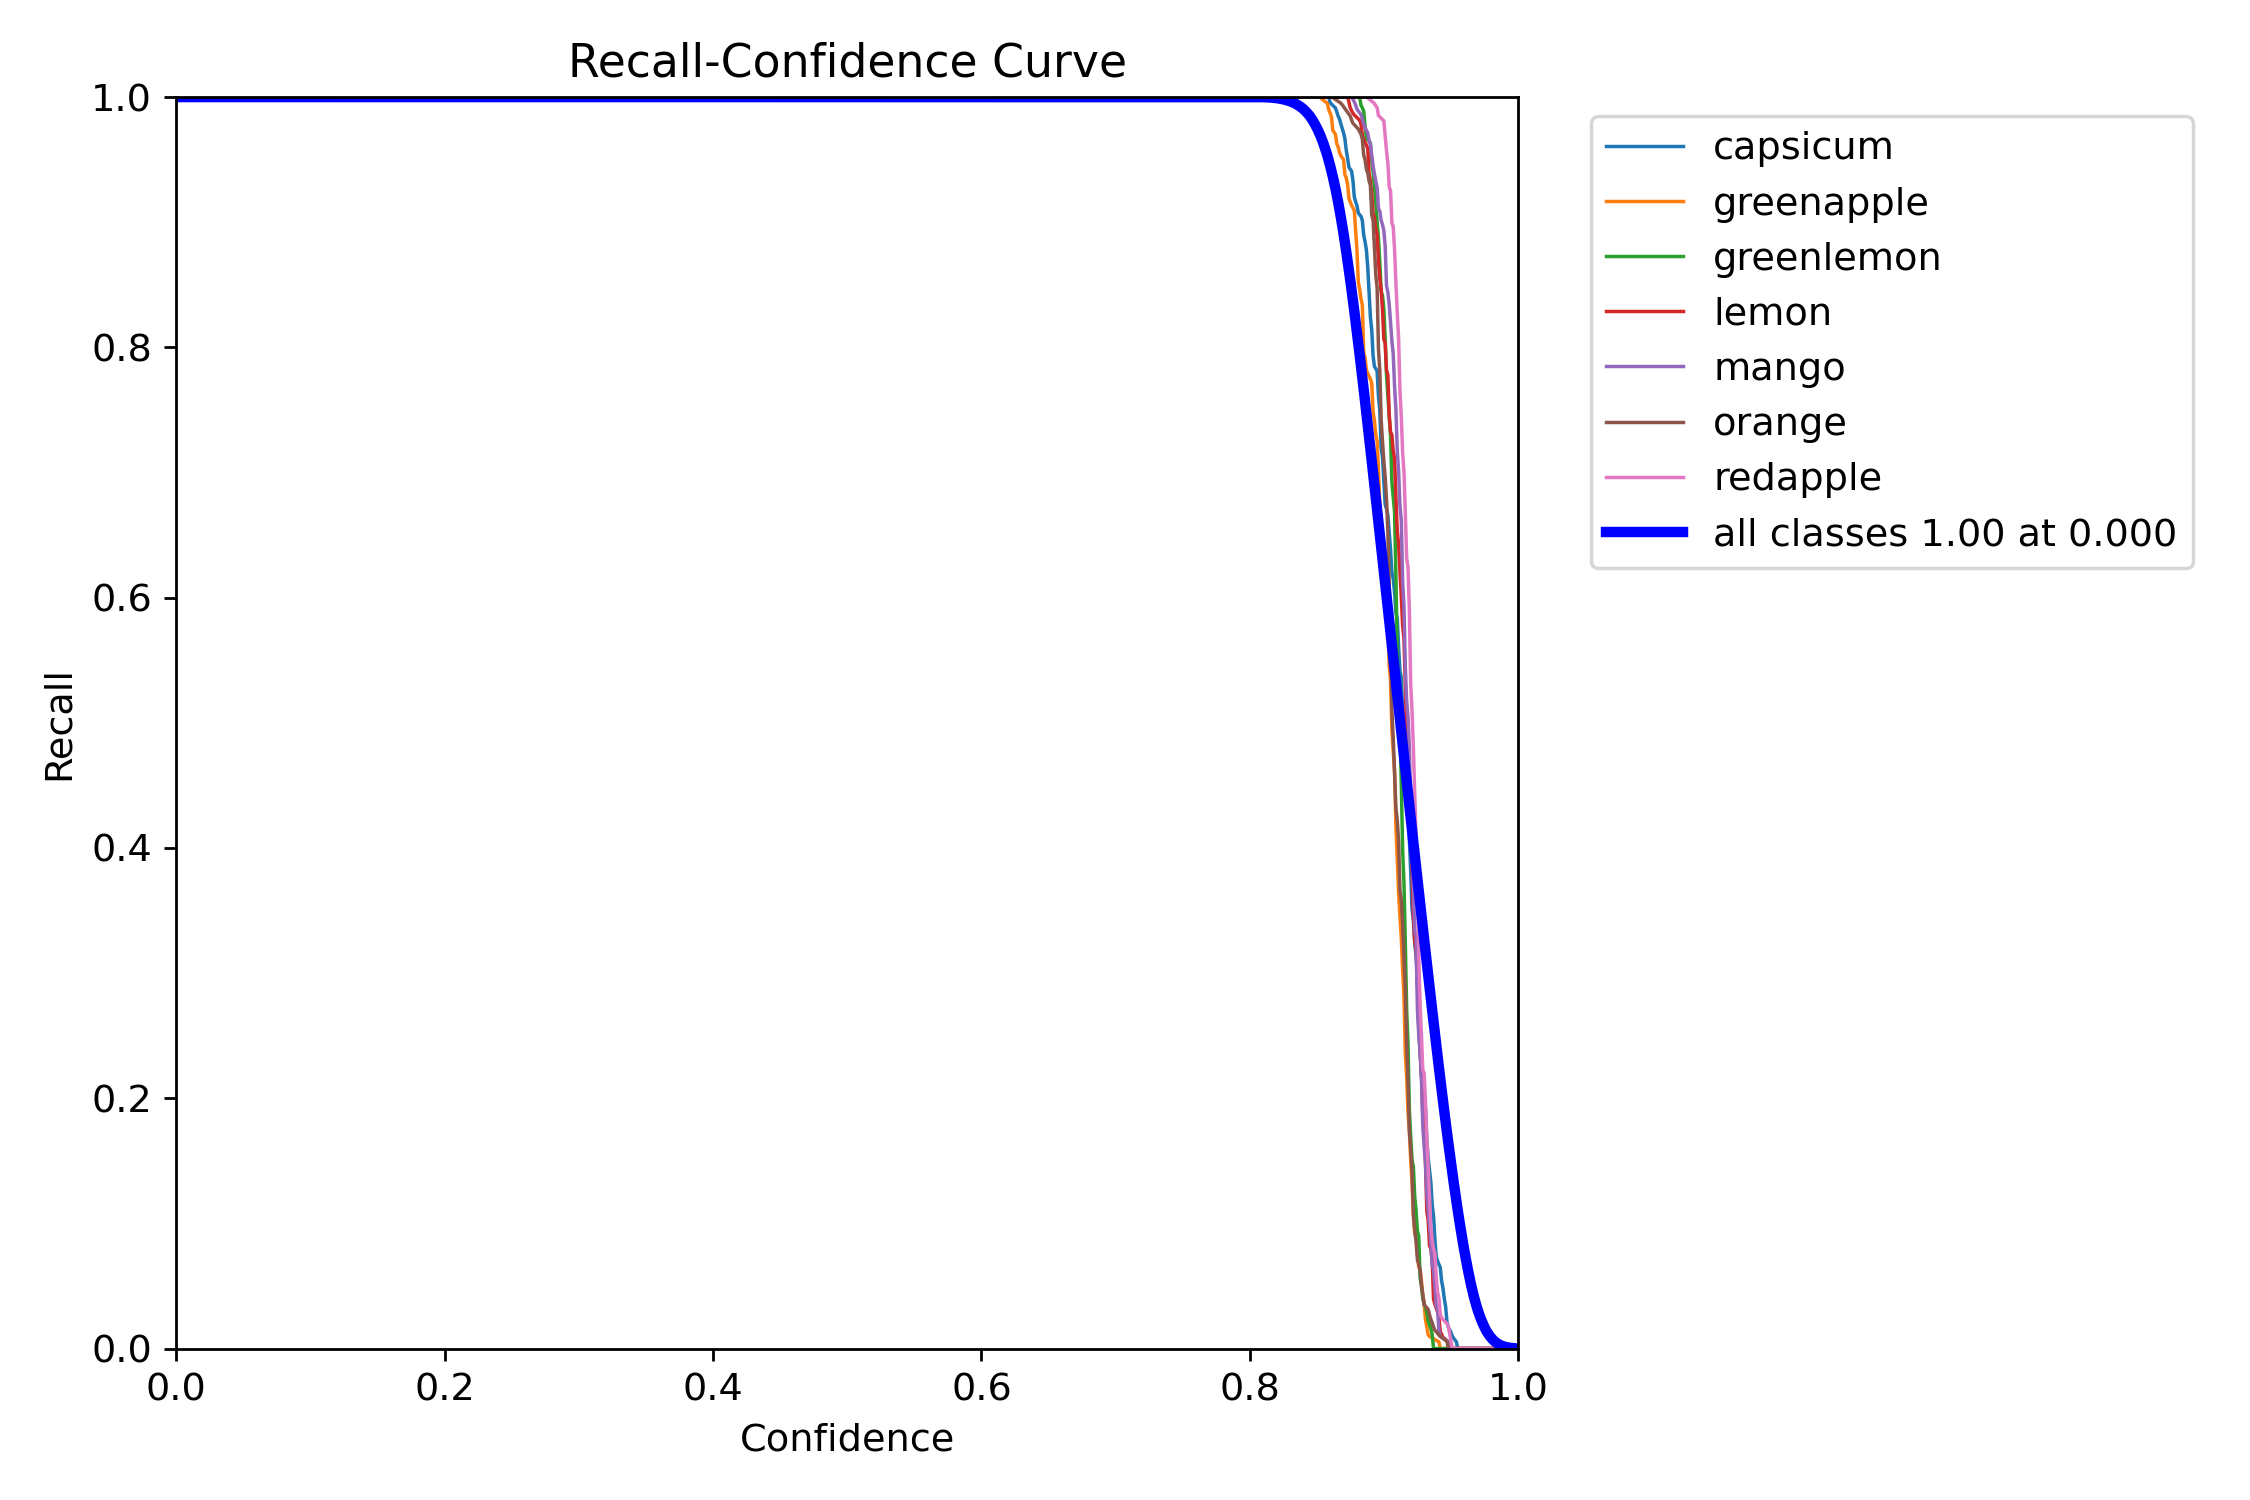 Recall-Confidence Curve
1.0
0.8
0.6
0.4
0.2
0.0
Recall
0.0 0.2 0.4 0.6 0.8 1.0
Confidence
capsicum
greenapple
greenlemon
lemon
mango
orange
redapple
all classes 1.00 at 0.000